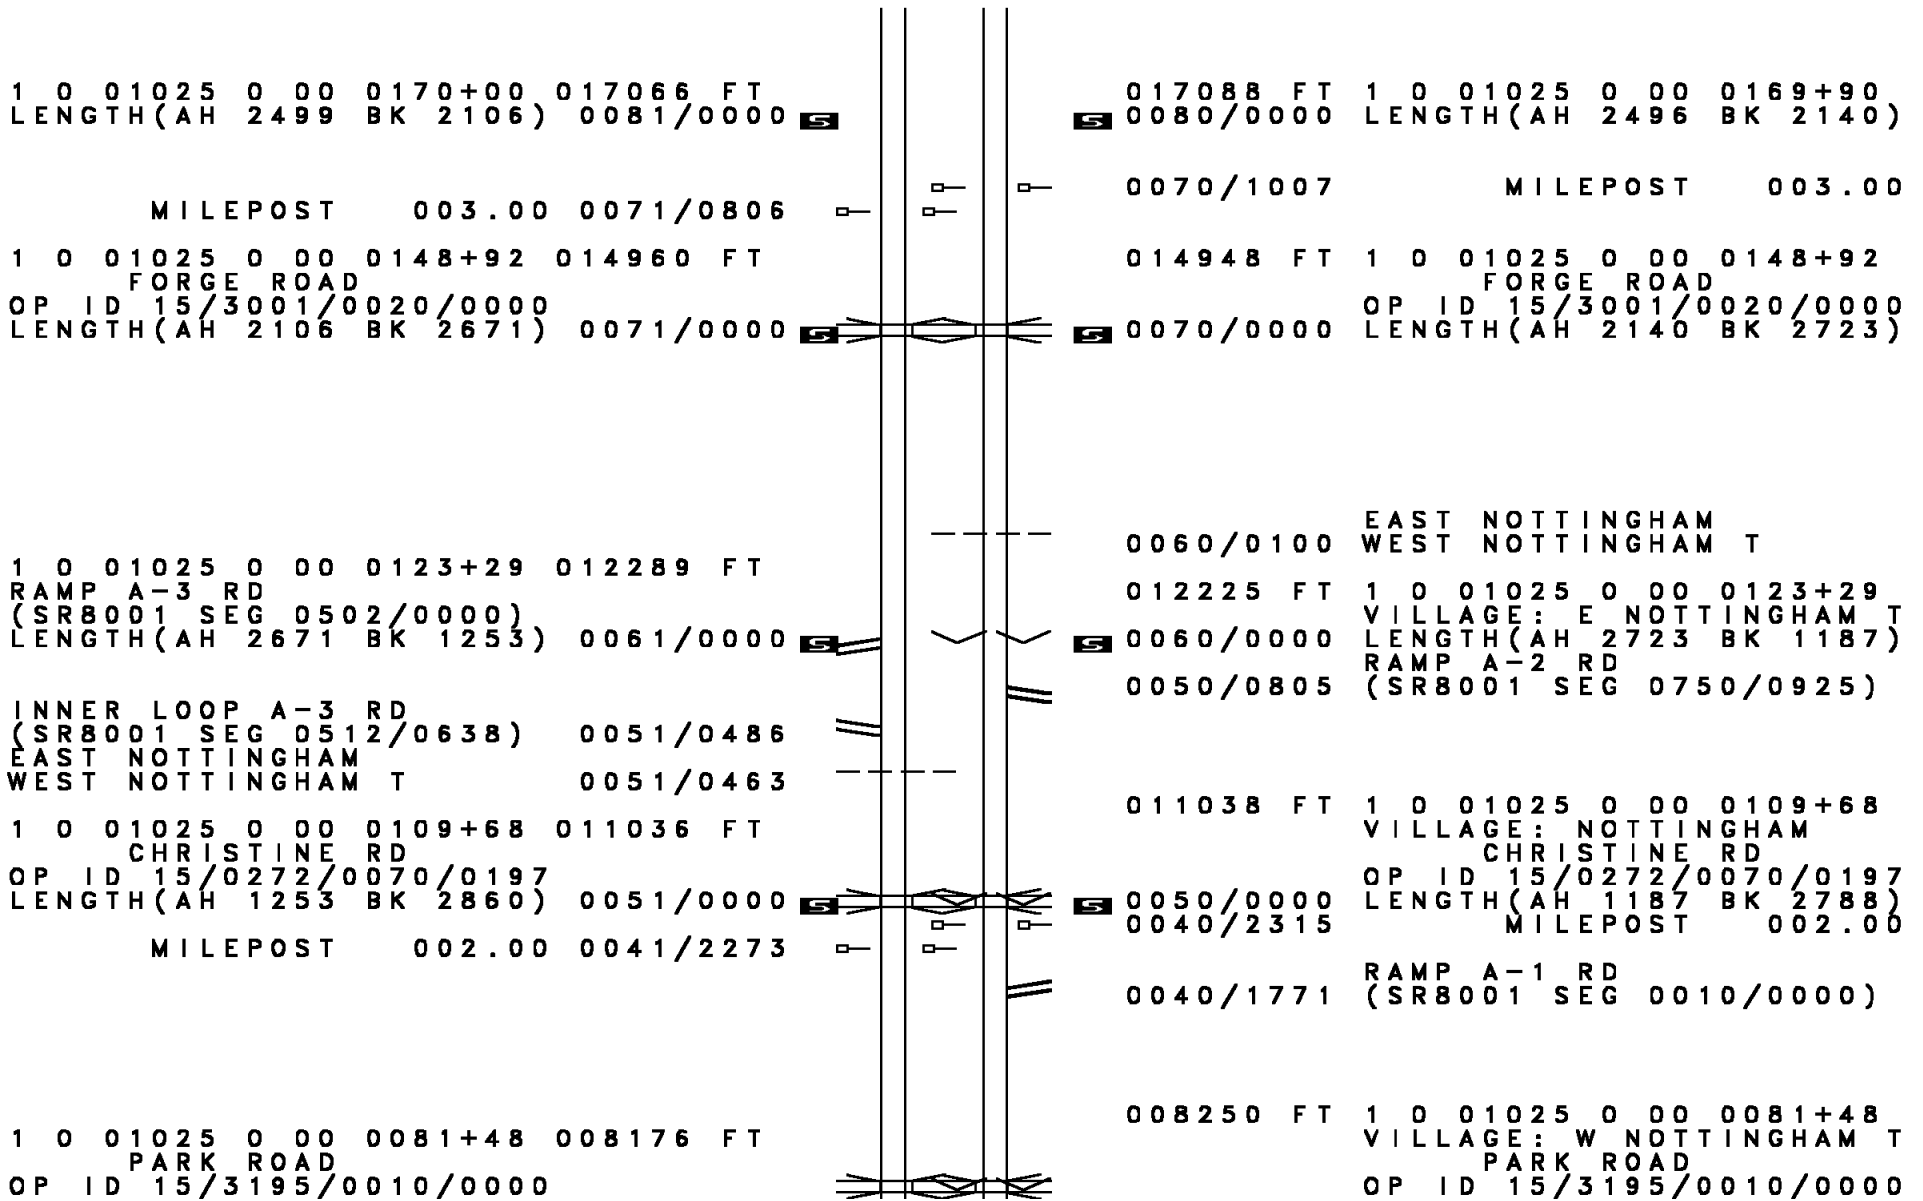 1 0 01025 0 00 0170+00 017066 FT
LENGTH(AH 2499 BK 2106) 0081/0000 S
MILEPOST 003.00 0071/0806
1 0 01025 0 00 0148+92 014960 FT
FORGE ROAD
OP ID 15/3001/0020/0000
LENGTH(AH 2106 BK 2671) 0071/0000 S
1 0 01025 0 00 0123+29 012289 FT
RAMP A-3 RD
(SR8001 SEG 0502/0000)
LENGTH(AH 2671 BK 1253) 0061/0000 S
INNER LOOP A-3 RD
(SR8001 SEG 0512/0638) 0051/0486
EAST NOTTINGHAM
WEST NOTTINGHAM T 0051/0463
1 0 01025 0 00 0109+68 011036 FT
CHRISTINE RD
OP ID 15/0272/0070/0197
LENGTH(AH 1253 BK 2860) 0051/0000 S
MILEPOST 002.00 0041/2273
1 0 01025 0 00 0081+48 008176 FT
PARK ROAD
OP ID 15/3195/0010/0000
017088 FT 1 0 01025 0 00 0169+90
S 0080/0000 LENGTH(AH 2496 BK 2140)
0070/1007 MILEPOST 003.00
014948 FT 1 0 01025 0 00 0148+92
FORGE ROAD
OP ID 15/3001/0020/0000
S 0070/0000 LENGTH(AH 2140 BK 2723)
EAST NOTTINGHAM
0060/0100 WEST NOTTINGHAM T
012225 FT 1 0 01025 0 00 0123+29
VILLAGE: E NOTTINGHAM T
S 0060/0000 LENGTH(AH 2723 BK 1187)
RAMP A-2 RD
0050/0805 (SR8001 SEG 0750/0925)
011038 FT 1 0 01025 0 00 0109+68
VILLAGE: NOTTINGHAM
CHRISTINE RD
OP ID 15/0272/0070/0197
S 0050/0000 LENGTH(AH 1187 BK 2788)
0040/2315 MILEPOST 002.00
RAMP A-1 RD
0040/1771 (SR8001 SEG 0010/0000)
008250 FT 1 0 01025 0 00 0081+48
VILLAGE: W NOTTINGHAM T
PARK ROAD
OP ID 15/3195/0010/0000